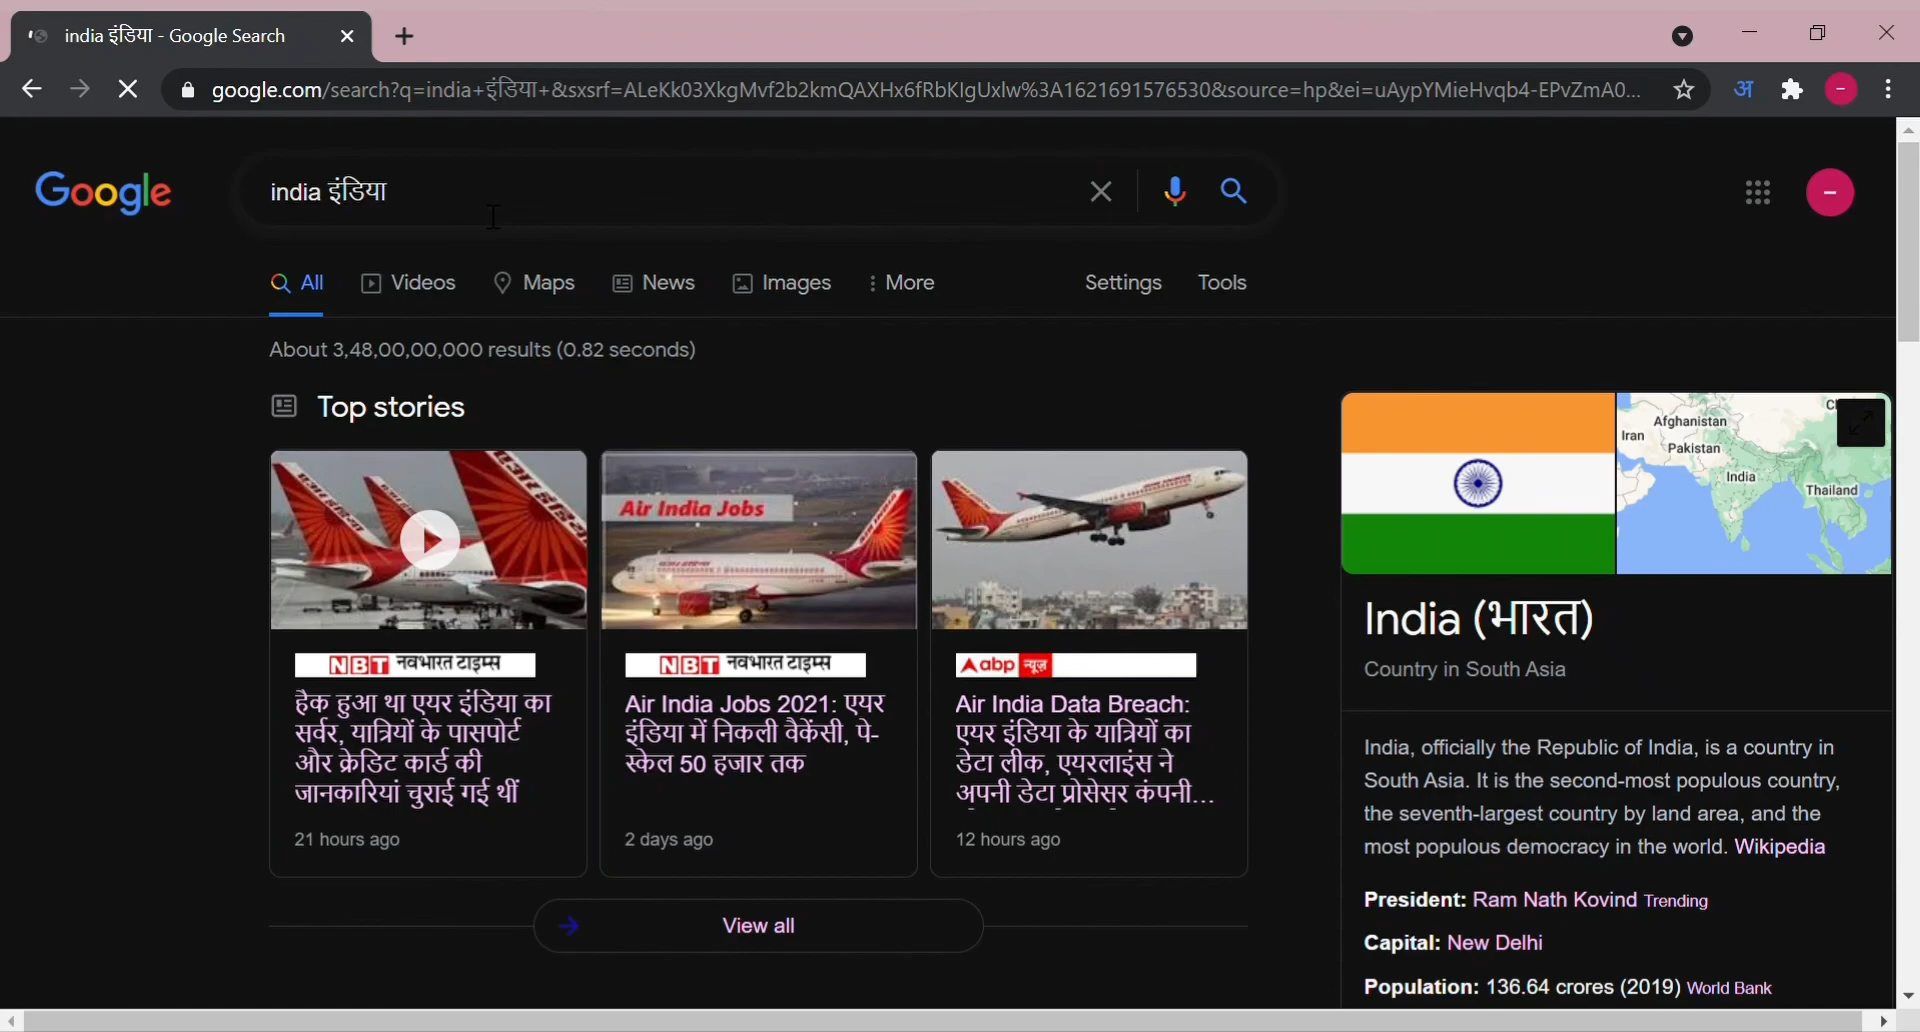 india इंडिया - Google Search
google.com/search?q=india+इंडिया+&sxsrf=ALeKk03XkgMvf2b2kmQAXHx6fRbKIgUxlw%3A1621691576530&source=hp&ei=uAypYMieHvqb4-EPvZmA0...
अ
Google
india इंडिया
All Videos Maps News Images More Settings Tools
About 3,48,00,00,000 results (0.82 seconds)
Top stories
Air India Jobs
Afghanistan
Iran
Pakistan
India
Thailand
NBT नवभारत टाइम्स
हैक हुआ था एयर इंडिया का
सर्वर, यात्रियों के पासपोर्ट
और क्रेडिट कार्ड की
जानकारियां चुराई गई थीं
21 hours ago
NBT नवभारत टाइम्स
Air India Jobs 2021: एयर
इंडिया में निकली वैकेंसी, पे-
स्केल 50 हजार तक
2 days ago
abp न्यूज़
Air India Data Breach:
एयर इंडिया के यात्रियों का
डेटा लीक, एयरलाइंस ने
अपनी डेटा प्रोसेसर कंपनी...
12 hours ago
View all
India (भारत)
Country in South Asia
India, officially the Republic of India, is a country in
South Asia. It is the second-most populous country,
the seventh-largest country by land area, and the
most populous democracy in the world. Wikipedia
President: Ram Nath Kovind Trending
Capital: New Delhi
Population: 136.64 crores (2019) World Bank